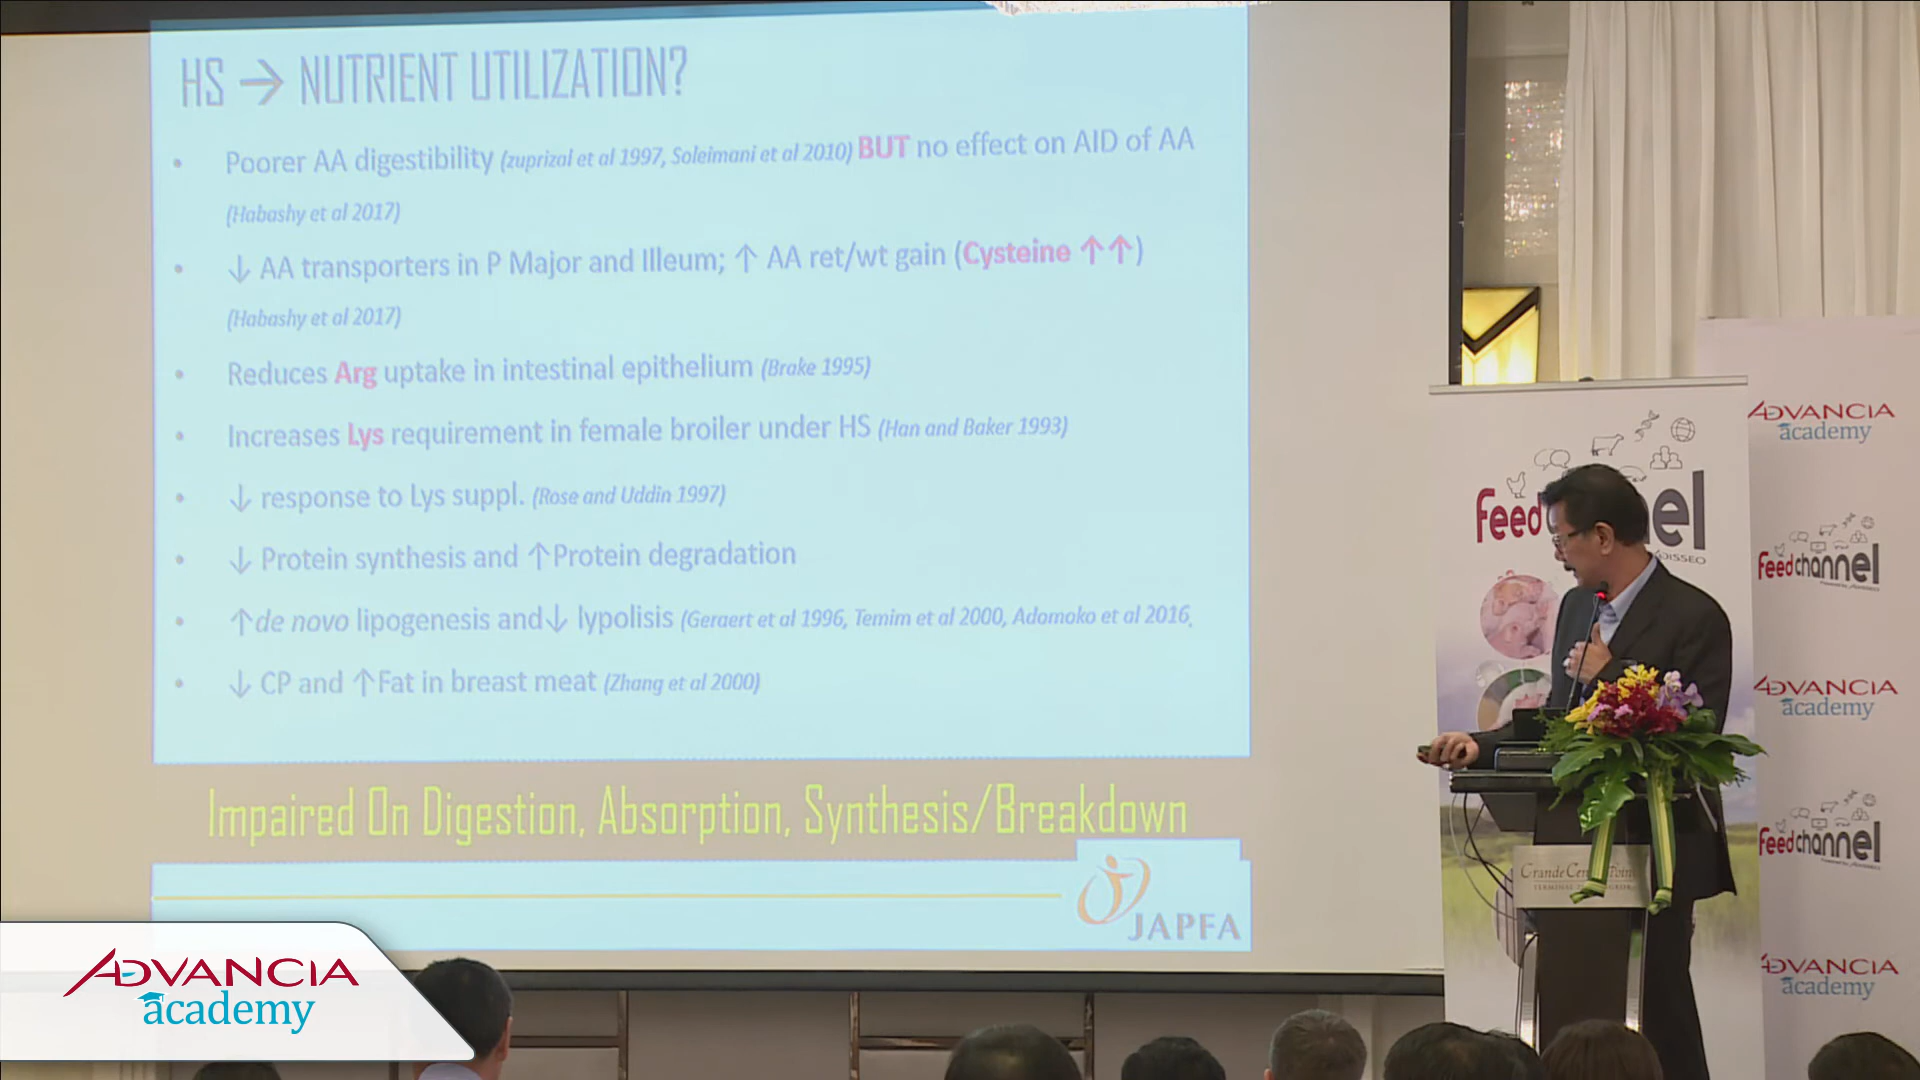 HS → NUTRIENT UTILIZATION?
• Poorer AA digestibility (zuprizal et al 1997, Soleimani et al 2010) BUT no effect on AID of AA
(Habashy et al 2017)
• ↓ AA transporters in P Major and Illeum; ↑ AA ret/wt gain (Cysteine ↑↑)
(Habashy et al 2017)
• Reduces Arg uptake in intestinal epithelium (Brake 1995)
• Increases Lys requirement in female broiler under HS (Han and Baker 1993)
• ↓ response to Lys suppl. (Rose and Uddin 1997)
• ↓ Protein synthesis and ↑Protein degradation
• ↑de novo lipogenesis and↓ lypolisis (Geraert et al 1996, Temim et al 2000, Adomoko et al 2016,
• ↓ CP and ↑Fat in breast meat (Zhang et al 2000)
Impaired On Digestion, Absorption, Synthesis/Breakdown
JAPFA
ADVANCIA
academy
feed
el
ADISSEO
ADVANCIA
academy
feedchannel
ADVANCIA
academy
feedchannel
ADVANCIA
academy